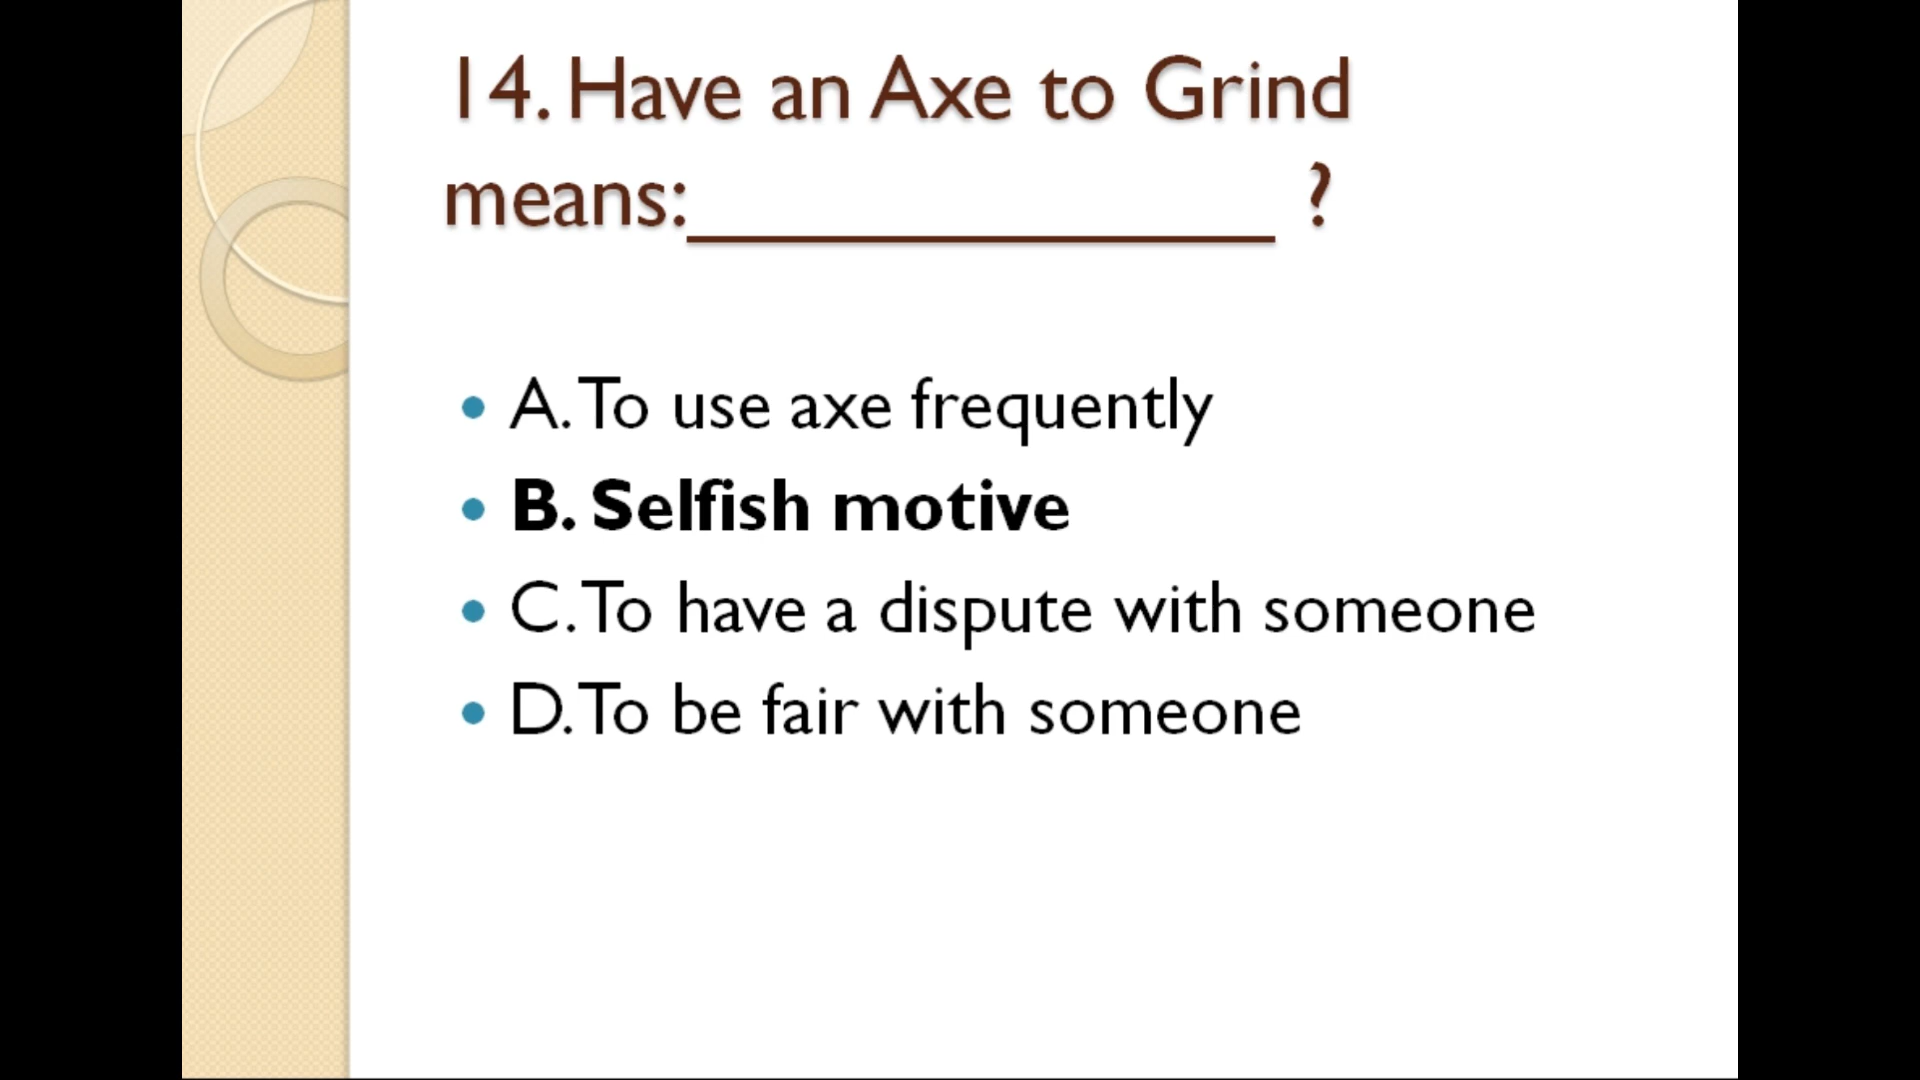 14. Have an Axe to Grind
means:_______________ ?
A. To use axe frequently
B. Selfish motive
C. To have a dispute with someone
D. To be fair with someone